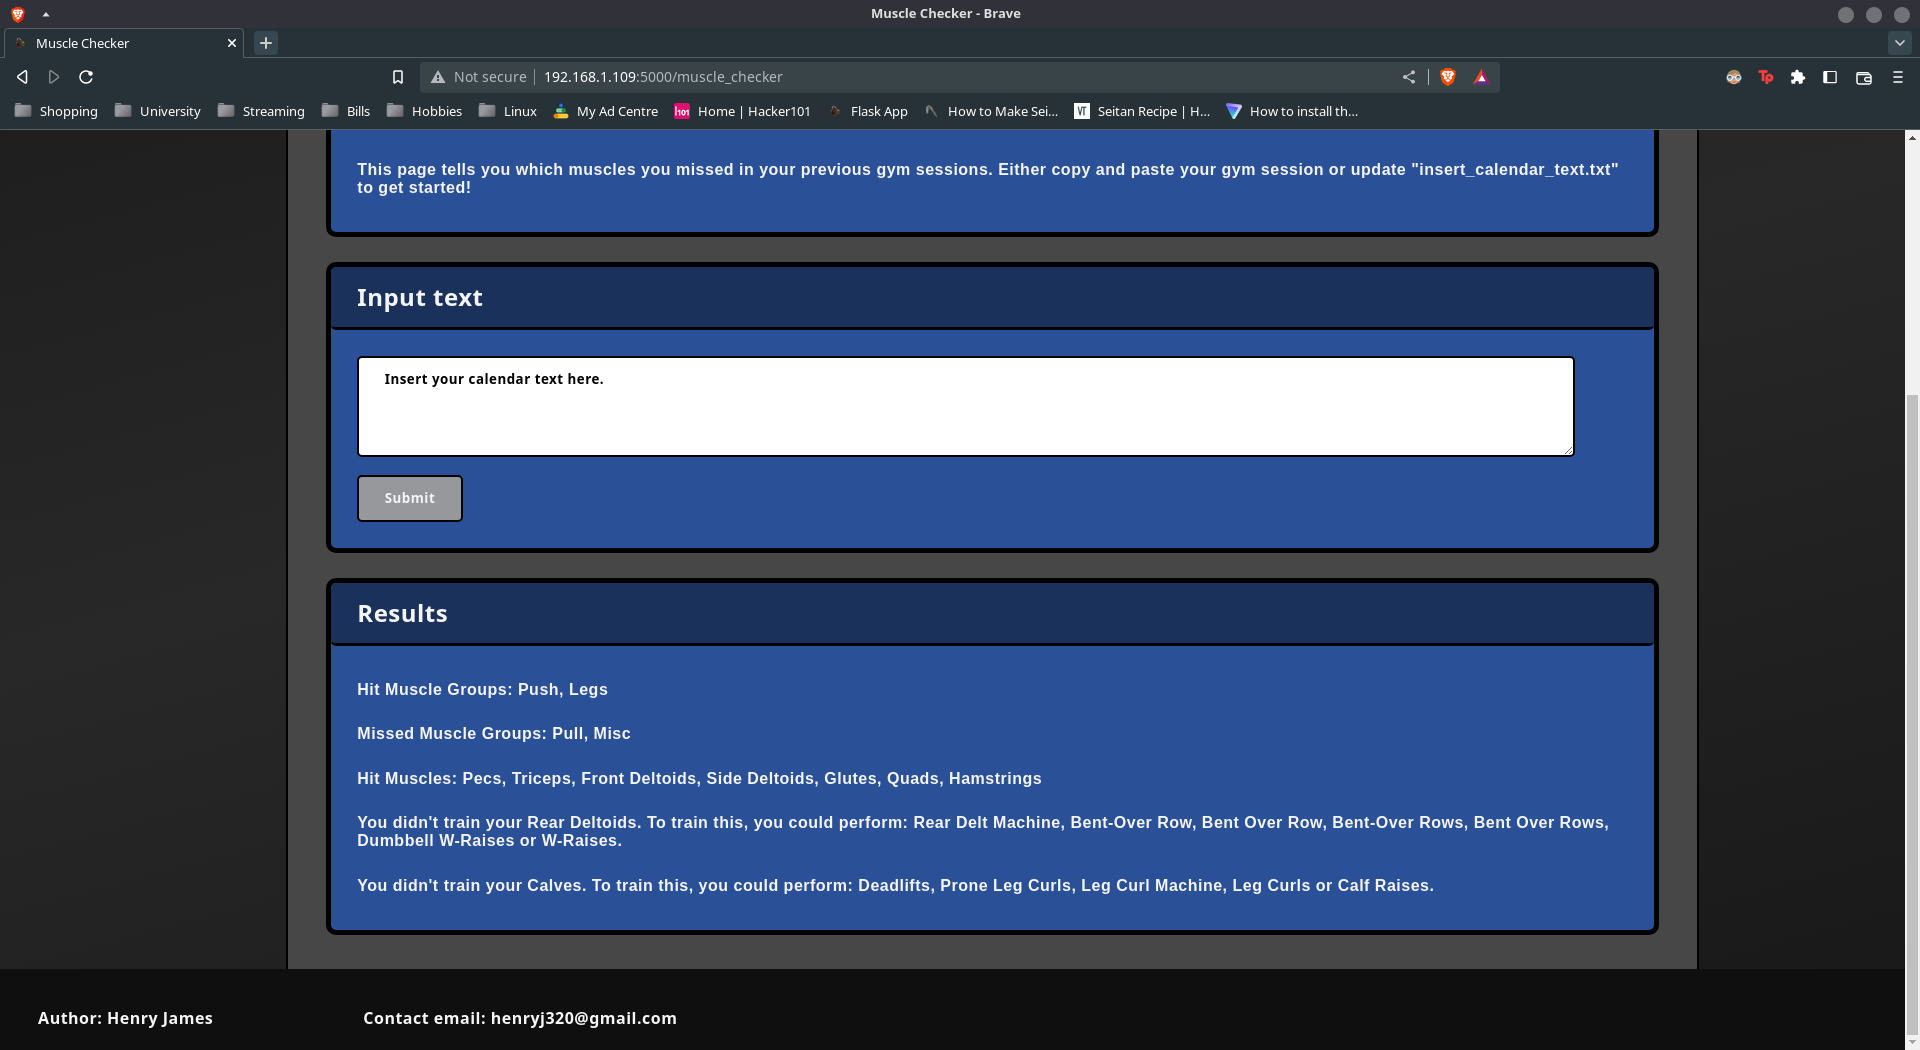 Muscle Checker - Brave
Muscle Checker
Not secure
192.168.1.109:5000/muscle_checker
Tp
Shopping
University
Streaming
Bills
Hobbies
Linux
My Ad Centre
Home | Hacker101
Flask App
How to Make Sei...
VT
Seitan Recipe | H...
How to install th...
This page tells you which muscles you missed in your previous gym sessions. Either copy and paste your gym session or update "insert_calendar_text.txt"
to get started!
Input text
Insert your calendar text here.
Submit
Results
Hit Muscle Groups: Push, Legs
Missed Muscle Groups: Pull, Misc
Hit Muscles: Pecs, Triceps, Front Deltoids, Side Deltoids, Glutes, Quads, Hamstrings
You didn't train your Rear Deltoids. To train this, you could perform: Rear Delt Machine, Bent-Over Row, Bent Over Row, Bent-Over Rows, Bent Over Rows,
Dumbbell W-Raises or W-Raises.
You didn't train your Calves. To train this, you could perform: Deadlifts, Prone Leg Curls, Leg Curl Machine, Leg Curls or Calf Raises.
Author: Henry James
Contact email: henryj320@gmail.com